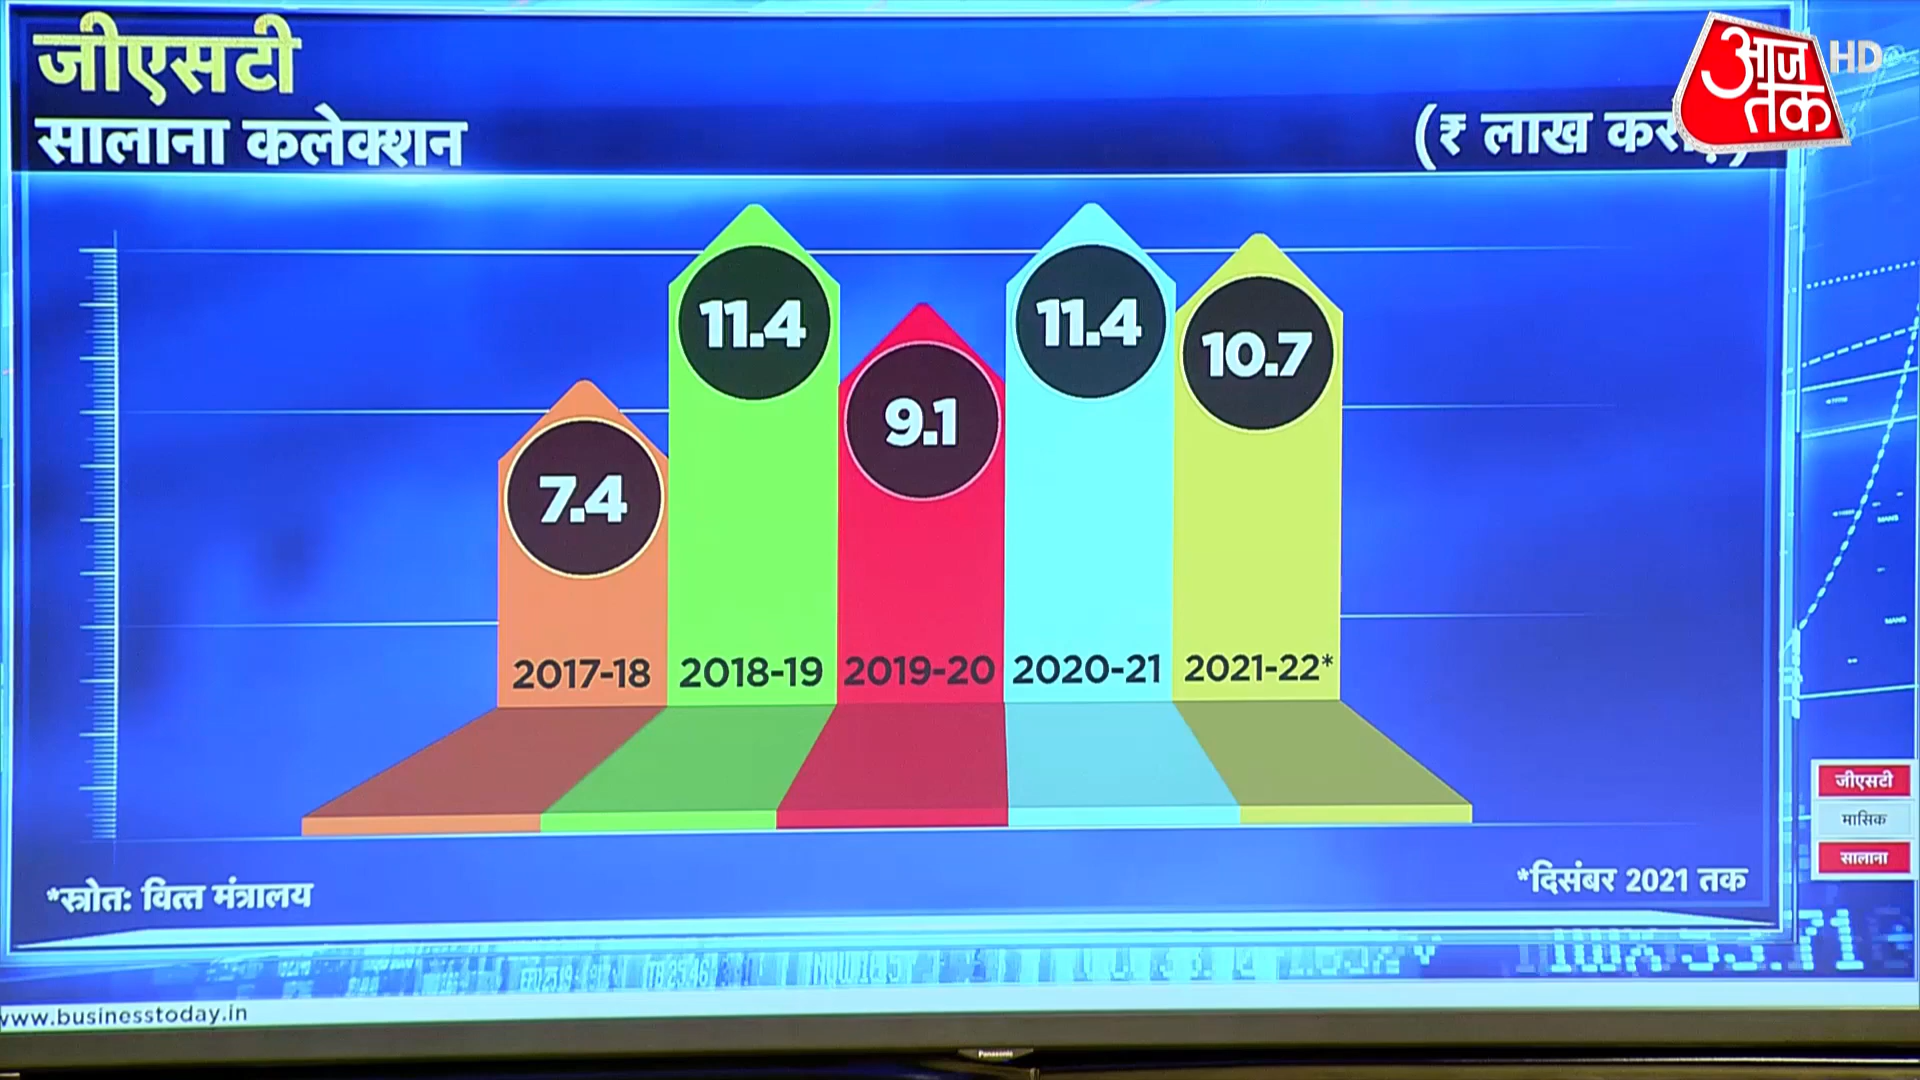 जीएसटी
सालाना कलेक्शन
(₹ लाख
आज तक HD
11.4
11.4
10.7
9.1
7.4
2017-18
2018-19
2019-20
2020-21
2021-22*
जीएसटी
मासिक
सालाना
*स्रोत: वित्त मंत्रालय
*दिसंबर 2021 तक
www.businesstoday.in
Panasonic